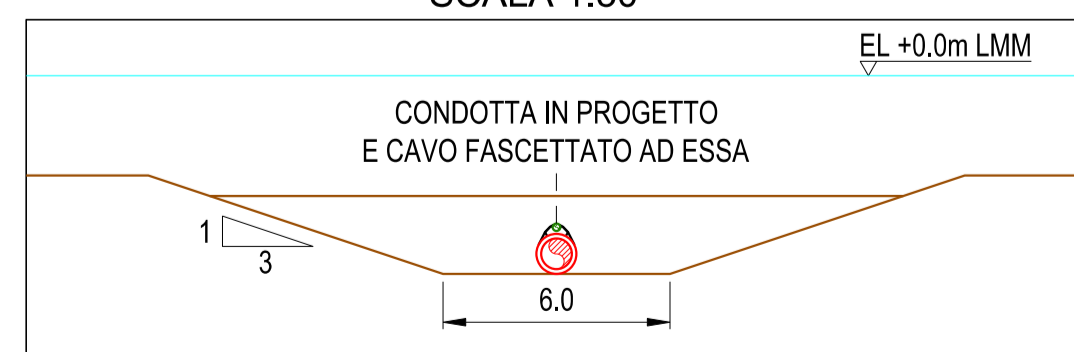 EL +0.0m LMM
CONDOTTA IN PROGETTO
E CAVO FASCETTATO AD ESSA
1
3
6.0